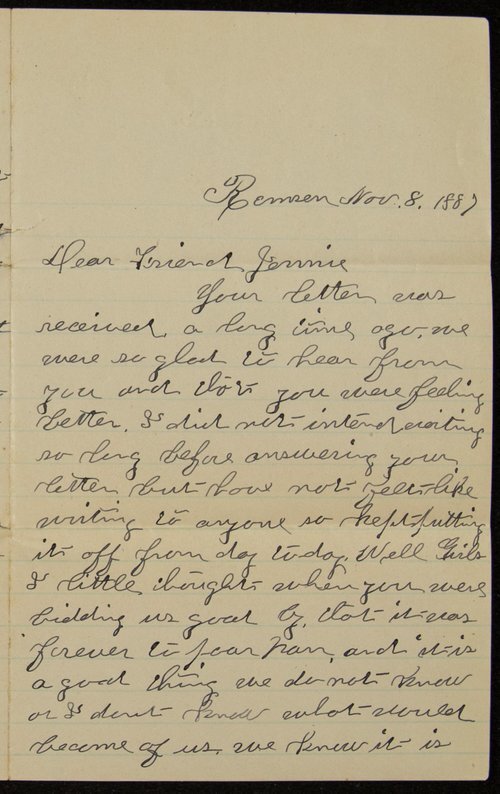 Remsen Nov. 8. 1887
Dear Friend Jennie
Your letter was
received, a long time ago, we
were so glad to hear from
you and that you were feeling
better. I did not intend waiting
so long before answering your
letter, but have not felt like
writing to anyone so kept putting
it off from day to day. Well Girls
I little thought when you were
bidding us good by, that it was
forever to poor Nan, and it is
a good thing we do not know
or I dont know what would
become of us, we know it is